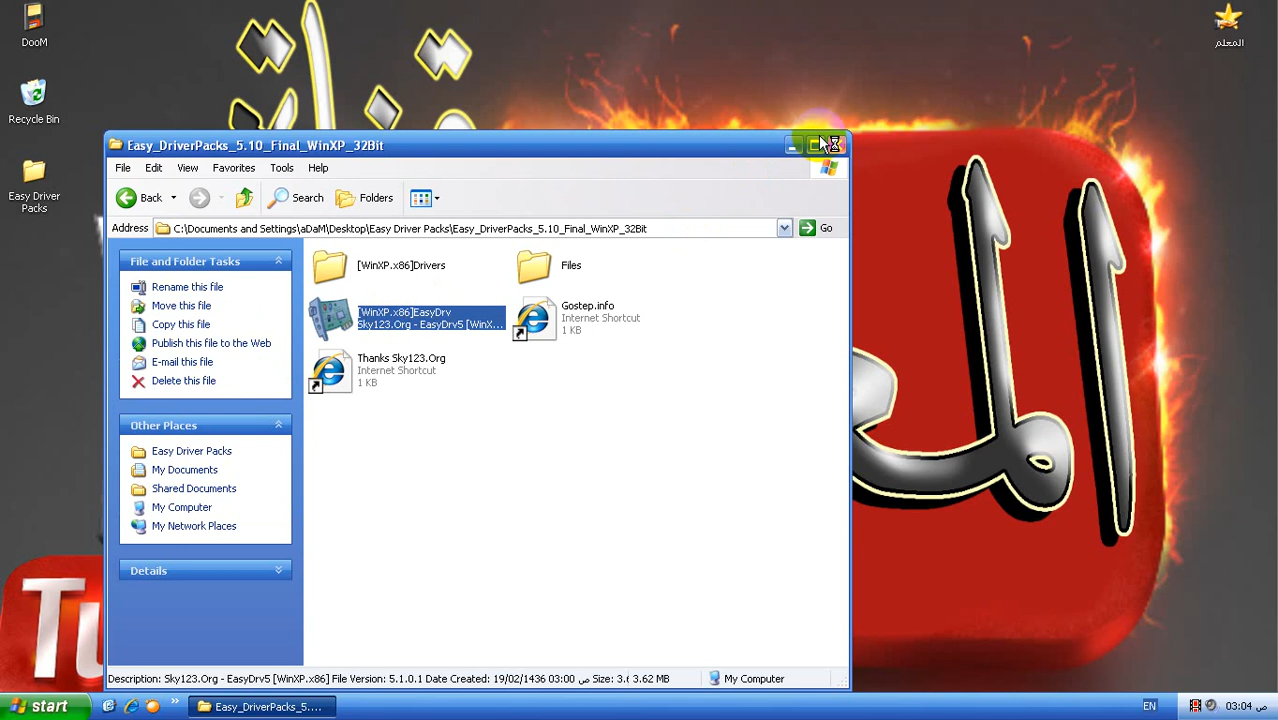 DooM
Recycle Bin
Easy Driver
Packs
المعلم
قناة
Easy_DriverPacks_5.10_Final_WinXP_32Bit
File Edit View Favorites Tools Help
Back Search Folders
Address C:\Documents and Settings\aDaM\Desktop\Easy Driver Packs\Easy_DriverPacks_5.10_Final_WinXP_32Bit Go
File and Folder Tasks
Rename this file
Move this file
Copy this file
Publish this file to the Web
E-mail this file
Delete this file
Other Places
Easy Driver Packs
My Documents
Shared Documents
My Computer
My Network Places
Details
[WinXP.x86]Drivers
Files
[WinXP.x86]EasyDrv
Sky123.Org - EasyDrv5 [WinX...
Gostep.info
Internet Shortcut
1 KB
Thanks Sky123.Org
Internet Shortcut
1 KB
Tu
Description: Sky123.Org - EasyDrv5 [WinXP.x86] File Version: 5.1.0.1 Date Created: 19/02/1436 03:00 ص Size: 3.6 3.62 MB My Computer
start Easy_DriverPacks_5.... EN 03:04 ص